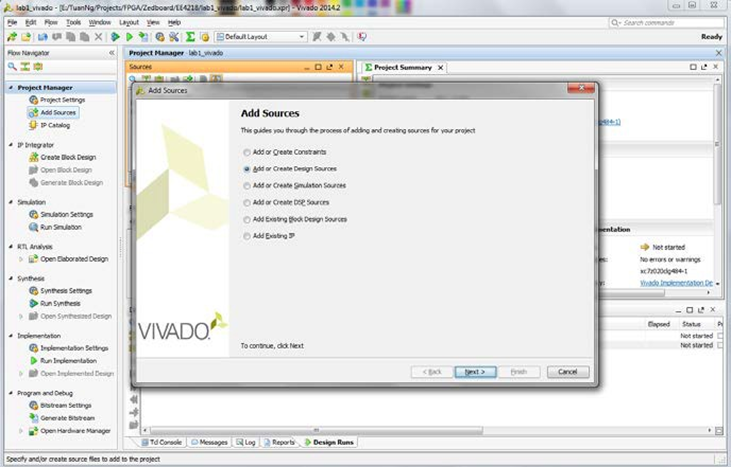 lab1_vivado - [E:/TuanNg/Projects/FPGA/Zedboard/EE4218/lab1_vivado/lab1_vivado.xpr] - Vivado 2014.2
File Edit Flow Tools Window Layout View Help
Search commands
Default Layout
Ready
Flow Navigator
Project Manager - lab1_vivado
Sources
Project Summary
Project Manager
Project Settings
Add Sources
IP Catalog
IP Integrator
Create Block Design
Open Block Design
Generate Block Design
Simulation
Simulation Settings
Run Simulation
RTL Analysis
Open Elaborated Design
Synthesis
Synthesis Settings
Run Synthesis
Open Synthesized Design
Implementation
Implementation Settings
Run Implementation
Open Implemented Design
Program and Debug
Bitstream Settings
Generate Bitstream
Open Hardware Manager
Add Sources
Add Sources
This guides you through the process of adding and creating sources for your project
Add or Create Constraints
Add or Create Design Sources
Add or Create Simulation Sources
Add or Create DSP Sources
Add Existing Block Design Sources
Add Existing IP
VIVADO
To continue, click Next
< Back Next > Finish Cancel
484-1)
mentation
Not started
No errors or warnings
xc7z020clg484-1
Vivado Implementation De
Elapsed Status
Not started
Not started
Tcl Console Messages Log Reports Design Runs
Specify and/or create source files to add to the project